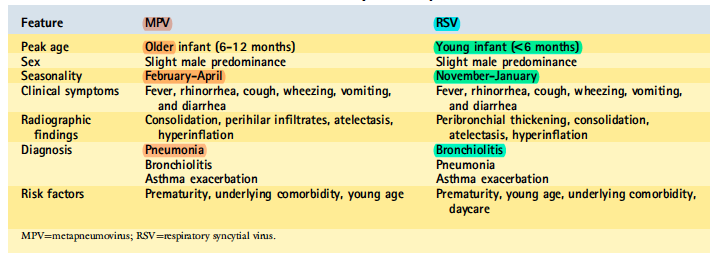 Feature MPV RSV
Peak age Older infant (6–12 months) Young infant (<6 months)
Sex Slight male predominance Slight male predominance
Seasonality February–April November–January
Clinical symptoms Fever, rhinorrhea, cough, wheezing, vomiting, Fever, rhinorrhea, cough, wheezing, vomiting,
and diarrhea and diarrhea
Radiographic Consolidation, perihilar infiltrates, atelectasis, Peribronchial thickening, consolidation,
findings hyperinflation atelectasis, hyperinflation
Diagnosis Pneumonia Bronchiolitis
Bronchiolitis Pneumonia
Asthma exacerbation Asthma exacerbation
Risk factors Prematurity, underlying comorbidity, young age Prematurity, young age, underlying comorbidity,
daycare
MPV=metapneumovirus; RSV=respiratory syncytial virus.